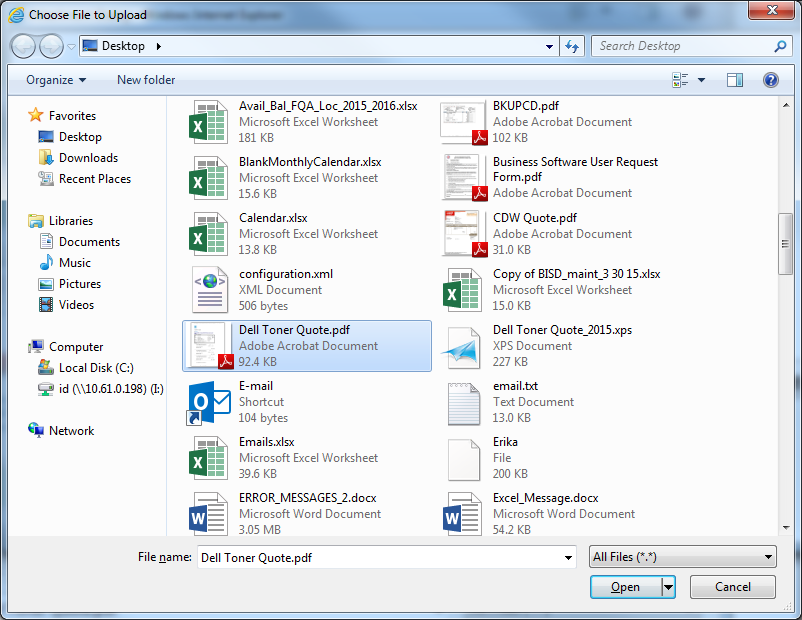 Choose File to Upload
Desktop
Search Desktop
Organize
New folder
Favorites
Desktop
Downloads
Recent Places
Libraries
Documents
Music
Pictures
Videos
Computer
Local Disk (C:)
id (\\10.61.0.198) (I:)
Network
Avail_Bal_FQA_Loc_2015_2016.xlsx
Microsoft Excel Worksheet
181 KB
BKUPCD.pdf
Adobe Acrobat Document
102 KB
BlankMonthlyCalendar.xlsx
Microsoft Excel Worksheet
15.6 KB
Business Software User Request
Form.pdf
Adobe Acrobat Document
Calendar.xlsx
Microsoft Excel Worksheet
13.8 KB
CDW Quote.pdf
Adobe Acrobat Document
31.0 KB
configuration.xml
XML Document
506 bytes
Copy of BISD_maint_3 30 15.xlsx
Microsoft Excel Worksheet
15.0 KB
Dell Toner Quote.pdf
Adobe Acrobat Document
92.4 KB
Dell Toner Quote_2015.xps
XPS Document
227 KB
E-mail
Shortcut
104 bytes
email.txt
Text Document
13.0 KB
Emails.xlsx
Microsoft Excel Worksheet
39.6 KB
Erika
File
200 KB
ERROR_MESSAGES_2.docx
Microsoft Word Document
3.05 MB
Excel_Message.docx
Microsoft Word Document
54.2 KB
File name: Dell Toner Quote.pdf
All Files (*.*)
Open
Cancel